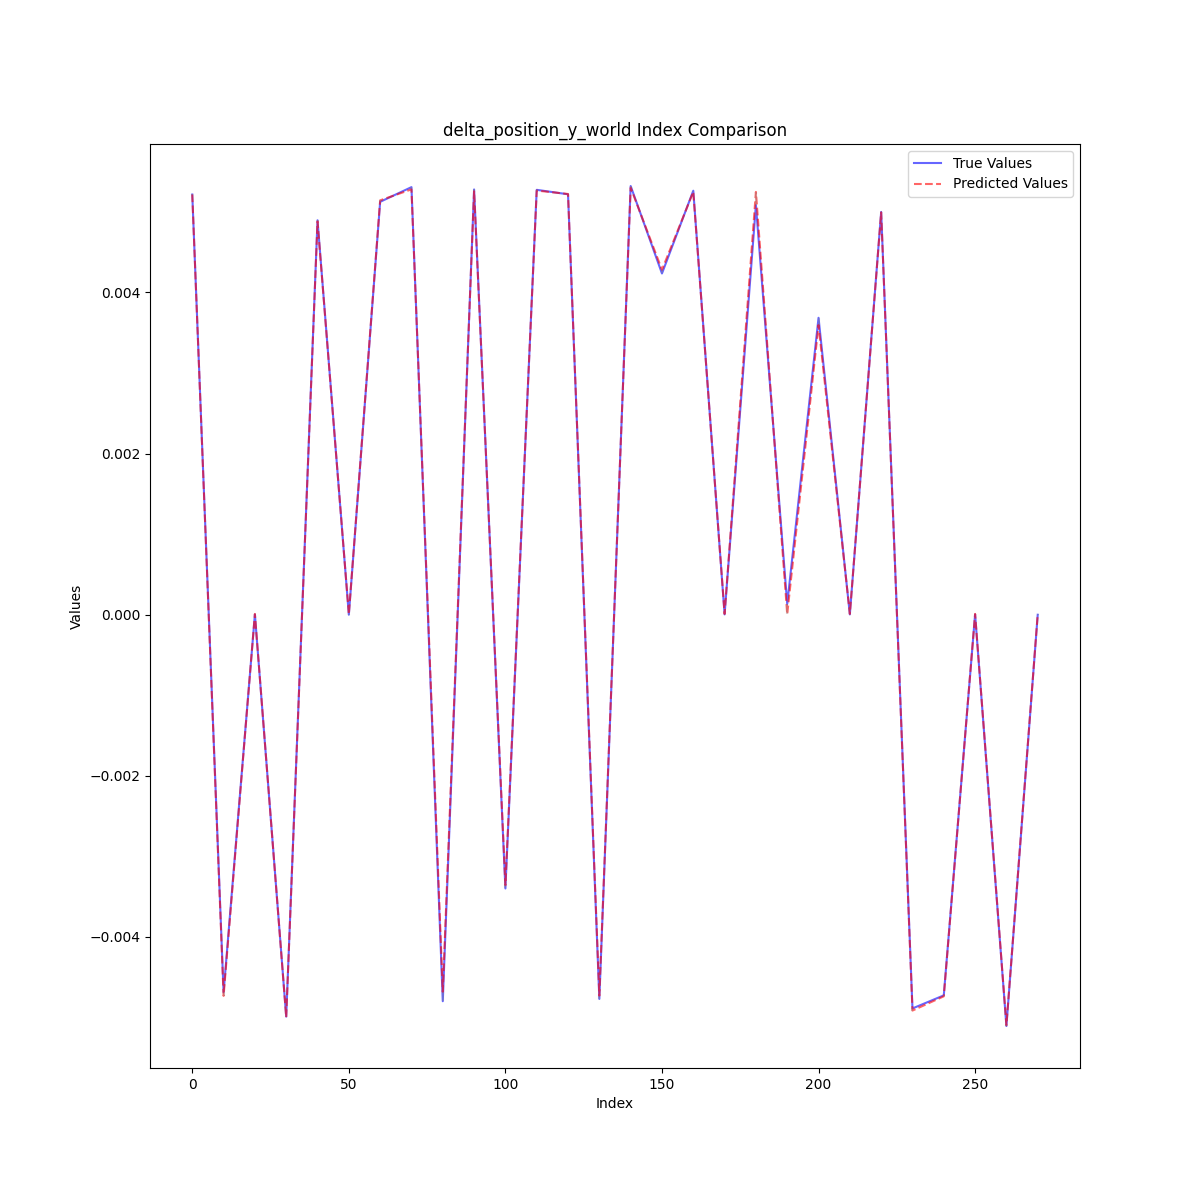 delta_position_y_world Index Comparison
True Values
Predicted Values
0.004
0.002
0.000
−0.002
−0.004
Values
0
50
100
150
200
250
Index